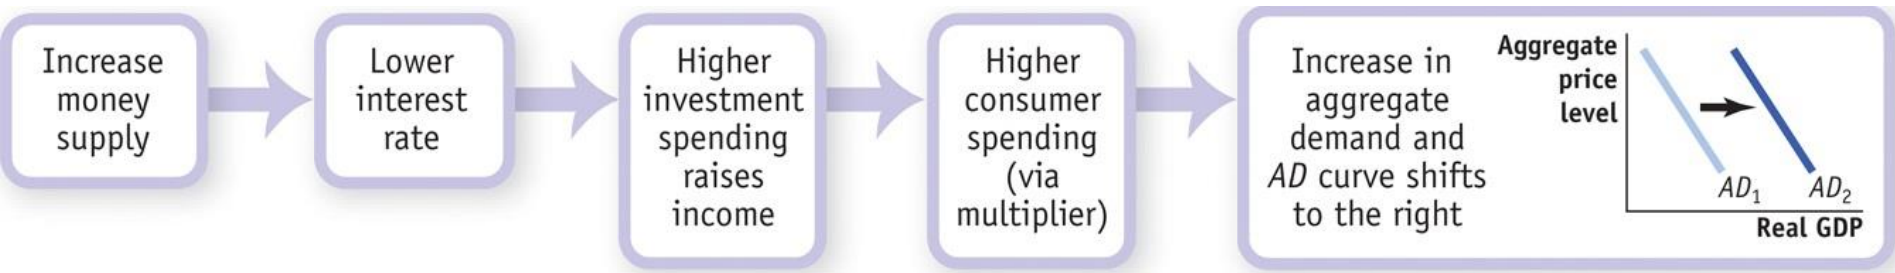 Increase
money
supply
Lower
interest
rate
Higher
investment
spending
raises
income
Higher
consumer
spending
(via
multiplier)
Increase in
aggregate
demand and
AD curve shifts
to the right
Aggregate
price
level
AD₁
AD₂
Real GDP